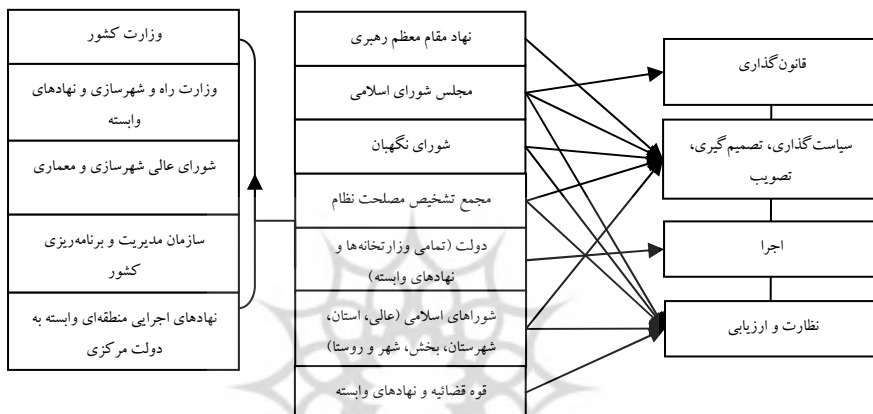 قانون‌گذاری
سیاست‌گذاری، تصمیم‌گیری،
تصویب
اجرا
نظارت و ارزیابی
نهاد مقام معظم رهبری
مجلس شورای اسلامی
شورای نگهبان
مجمع تشخیص مصلحت نظام
دولت (تمامی وزارتخانه‌ها و
نهادهای وابسته)
شوراهای اسلامی (عالی، استان،
شهرستان، بخش، شهر و روستا)
قوه قضائیه و نهادهای وابسته
وزارت کشور
وزارت راه و شهرسازی و نهادهای
وابسته
شورای عالی شهرسازی و معماری
سازمان مدیریت و برنامه‌ریزی
کشور
نهادهای اجرایی منطقه‌ای وابسته به
دولت مرکزی